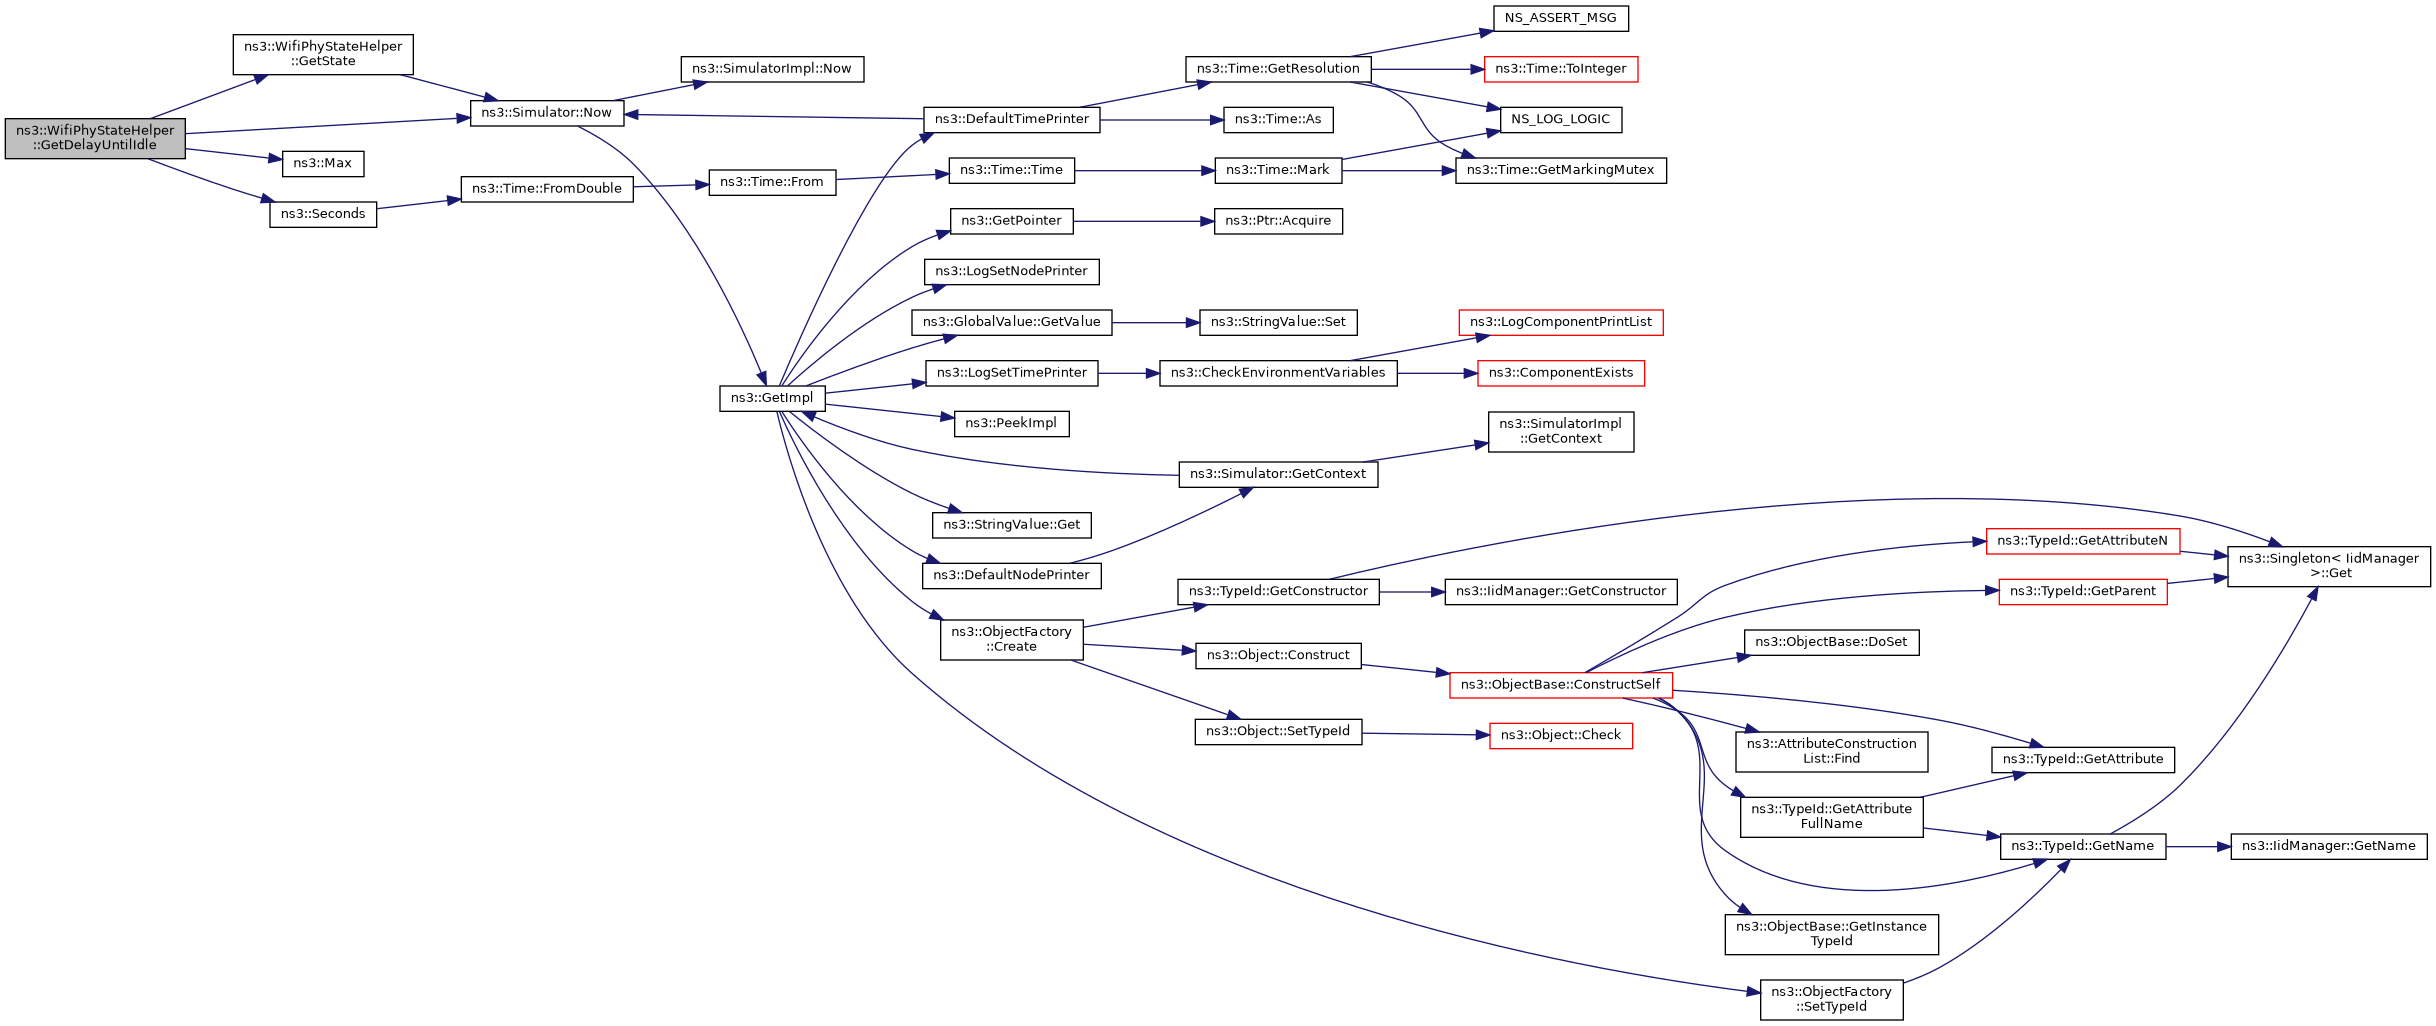 ns3::WifiPhyStateHelper
::GetDelayUntilIdle
ns3::WifiPhyStateHelper
::GetState
ns3::Simulator::Now
ns3::Max
ns3::Seconds
ns3::Time::FromDouble
ns3::SimulatorImpl::Now
ns3::Time::From
ns3::GetImpl
ns3::DefaultTimePrinter
ns3::Time::Time
ns3::GetPointer
ns3::LogSetNodePrinter
ns3::GlobalValue::GetValue
ns3::LogSetTimePrinter
ns3::PeekImpl
ns3::StringValue::Get
ns3::DefaultNodePrinter
ns3::ObjectFactory
::Create
ns3::Time::GetResolution
ns3::Time::As
ns3::Time::Mark
ns3::Ptr::Acquire
ns3::StringValue::Set
ns3::CheckEnvironmentVariables
ns3::Simulator::GetContext
ns3::TypeId::GetConstructor
ns3::Object::Construct
ns3::Object::SetTypeId
NS_ASSERT_MSG
ns3::Time::ToInteger
NS_LOG_LOGIC
ns3::Time::GetMarkingMutex
ns3::LogComponentPrintList
ns3::ComponentExists
ns3::SimulatorImpl
::GetContext
ns3::IidManager::GetConstructor
ns3::ObjectBase::ConstructSelf
ns3::Object::Check
ns3::ObjectBase::DoSet
ns3::AttributeConstruction
List::Find
ns3::TypeId::GetAttribute
FullName
ns3::ObjectBase::GetInstance
TypeId
ns3::ObjectFactory
::SetTypeId
ns3::TypeId::GetAttributeN
ns3::TypeId::GetParent
ns3::TypeId::GetAttribute
ns3::TypeId::GetName
ns3::Singleton< IidManager
>::Get
ns3::IidManager::GetName